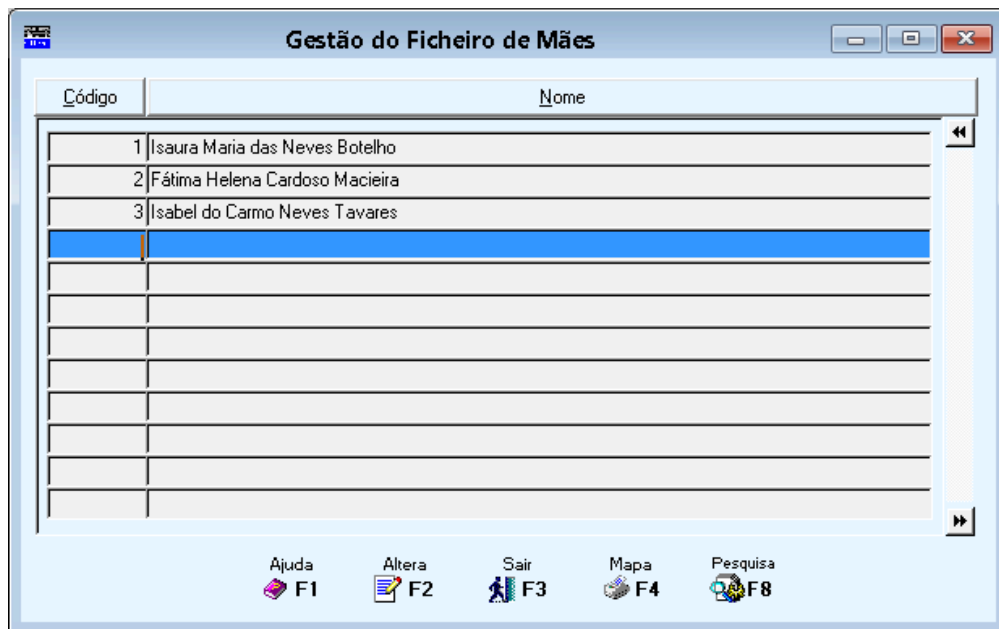 Gestão do Ficheiro de Mães
Código Nome
1 Isaura Maria das Neves Botelho
2 Fátima Helena Cardoso Macieira
3 Isabel do Carmo Neves Tavares
Ajuda Altera Sair Mapa Pesquisa
F1 F2 F3 F4 F8